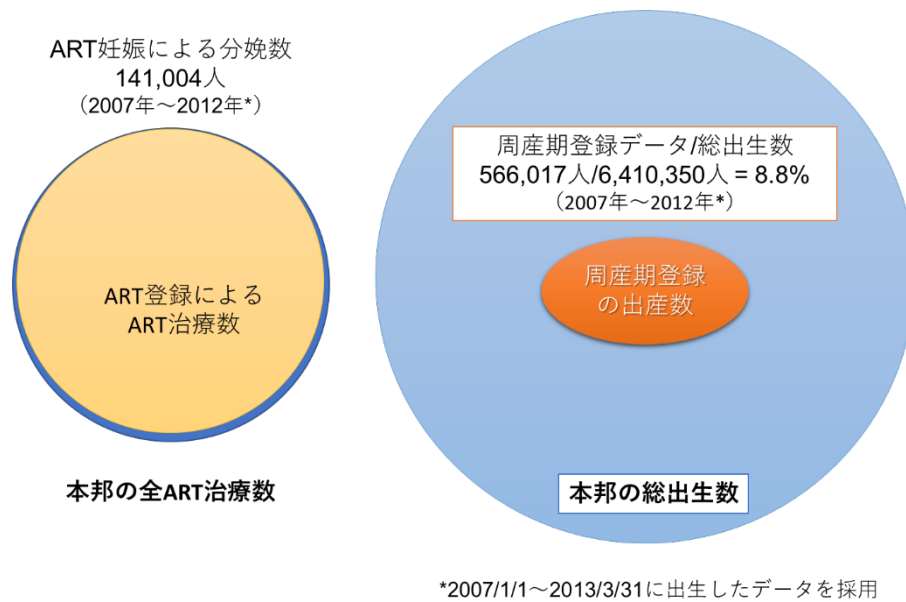 ART妊娠による分娩数
141,004人
（2007年～2012年*）
ART登録による
ART治療数
本邦の全ART治療数
周産期登録データ/総出生数
566,017人/6,410,350人 = 8.8%
（2007年～2012年*）
周産期登録
の出産数
本邦の総出生数
*2007/1/1～2013/3/31に出生したデータを採用